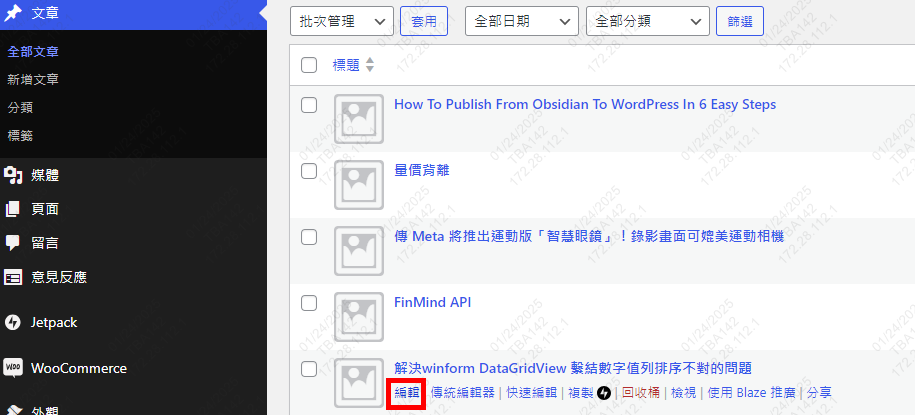 文章
全部文章
新增文章
分類
標籤
媒體
頁面
留言
意見反應
Jetpack
WooCommerce
外觀
批次管理 套用 全部日期 全部分類 篩選
標題
How To Publish From Obsidian To WordPress In 6 Easy Steps
量價背離
傳 Meta 將推出運動版「智慧眼鏡」！錄影畫面可媲美運動相機
FinMind API
解決winform DataGridView 繫結數字值列排序不對的問題
編輯 | 傳統編輯器 | 快速編輯 | 複製 | 回收桶 | 檢視 | 使用 Blaze 推廣 | 分享
01/24/2025
TBA142
172.28.112.1